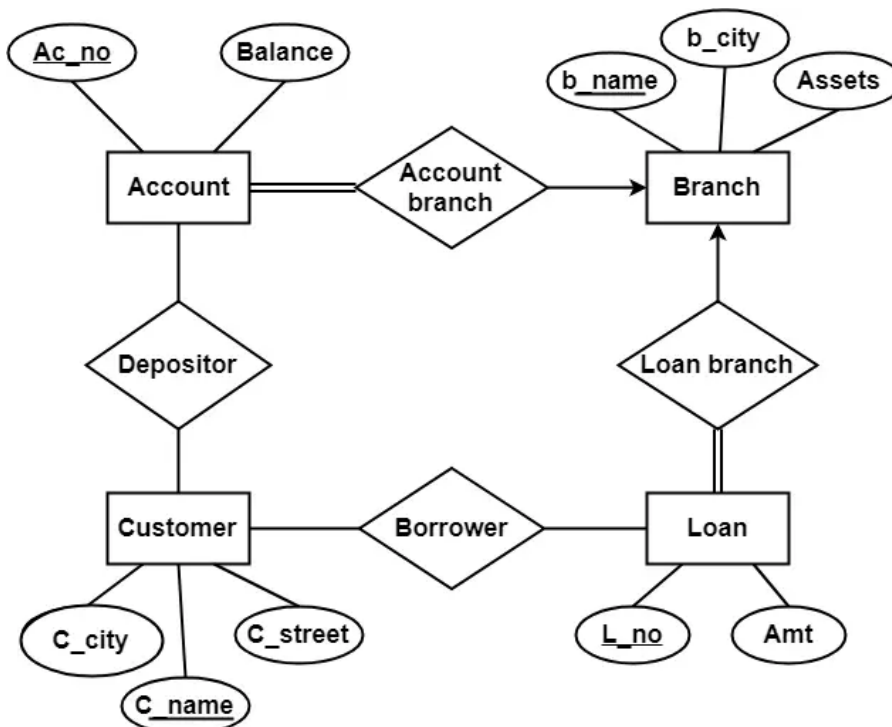 b_city
Ac_no
Balance
b_name
Assets
Account
Account
branch
Branch
Depositor
Loan branch
Customer
Borrower
Loan
C_city
C_street
L_no
Amt
C_name